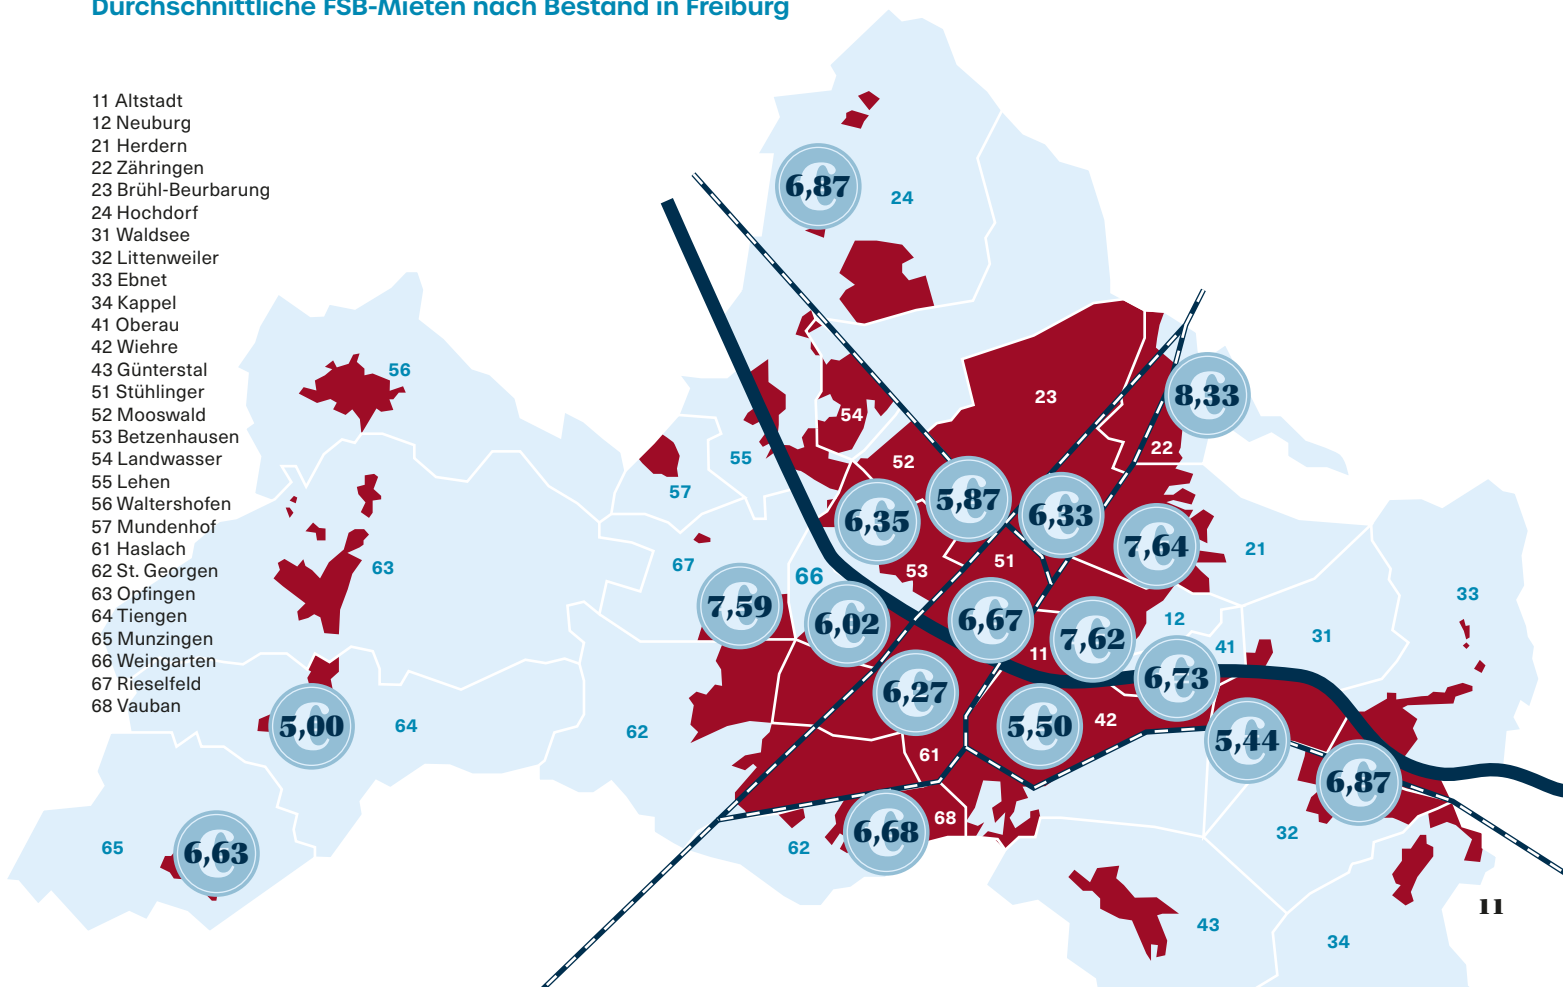 Durchschnittliche FSB-Mieten nach Bestand in Freiburg
11 Altstadt
12 Neuburg
21 Herdern
22 Zähringen
23 Brühl-Beurbarung
24 Hochdorf
31 Waldsee
32 Littenweiler
33 Ebnet
34 Kappel
41 Oberau
42 Wiehre
43 Günterstal
51 Stühlinger
52 Mooswald
53 Betzenhausen
54 Landwasser
55 Lehen
56 Waltershofen
57 Mundenhof
61 Haslach
62 St. Georgen
63 Opfingen
64 Tiengen
65 Munzingen
66 Weingarten
67 Rieselfeld
68 Vauban
€ 6,87
24
56
23
€ 8,33
54
22
55
52
57
€ 5,87
€ 6,35
€ 6,33
€ 7,64
21
63
67
66
53
51
33
€ 7,59
€ 6,02
€ 6,67
€ 7,62
12
31
41
11
€ 6,73
€ 6,27
€ 5,00
64
62
€ 5,50
42
€ 5,44
61
€ 6,87
65
€ 6,63
62
€ 6,68
68
32
11
43
34